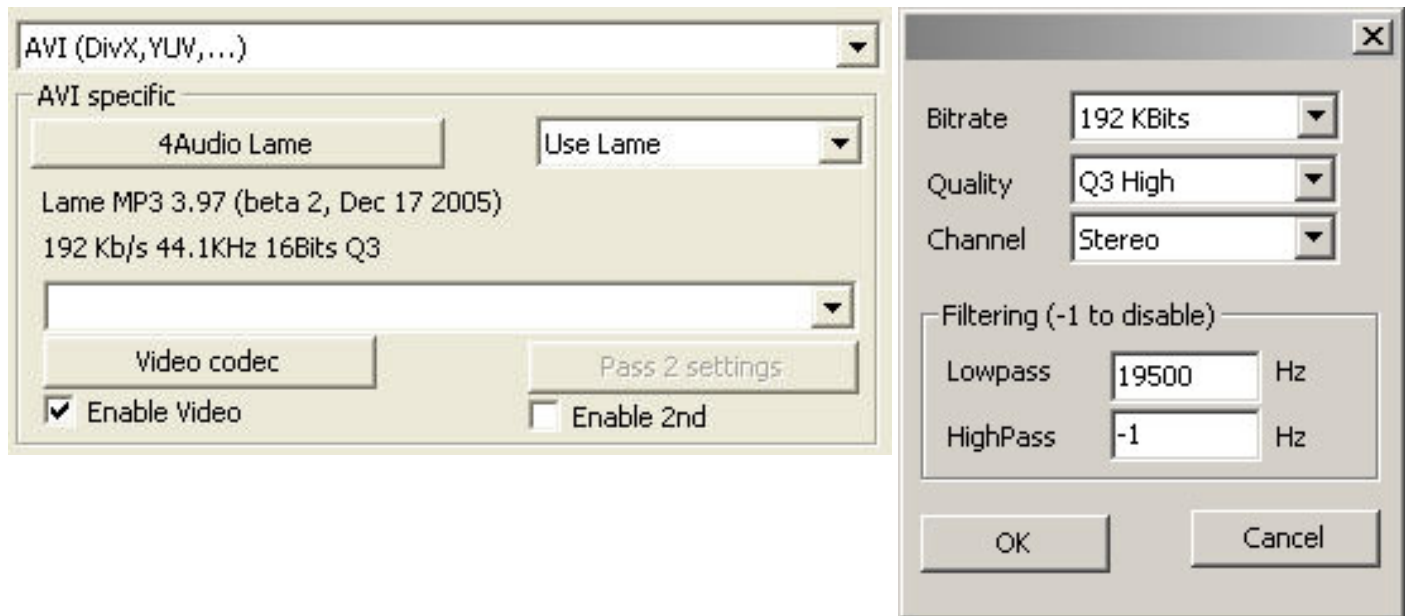 AVI (DivX,YUV,...)
AVI specific
4Audio Lame
Use Lame
Lame MP3 3.97 (beta 2, Dec 17 2005)
192 Kb/s 44.1KHz 16Bits Q3
Video codec
Pass 2 settings
Enable Video
Enable 2nd
Bitrate
192 KBits
Quality
Q3 High
Channel
Stereo
Filtering (-1 to disable)
Lowpass
19500
Hz
HighPass
-1
Hz
OK
Cancel